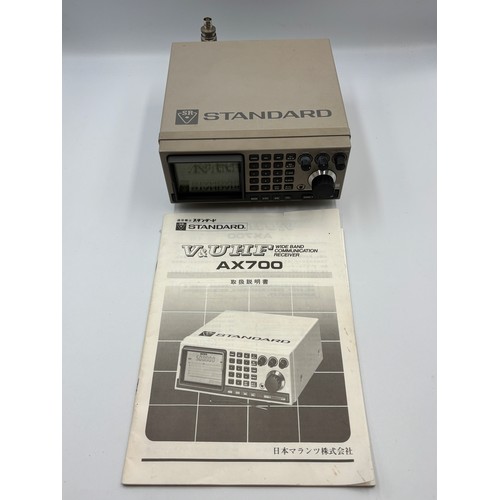 SR
STANDARD
スタンダード
STANDARD.
V&UHF WIDE BAND
COMMUNICATION
RECEIVER
AX700
取扱説明書
STANDARD
日本マランツ株式会社